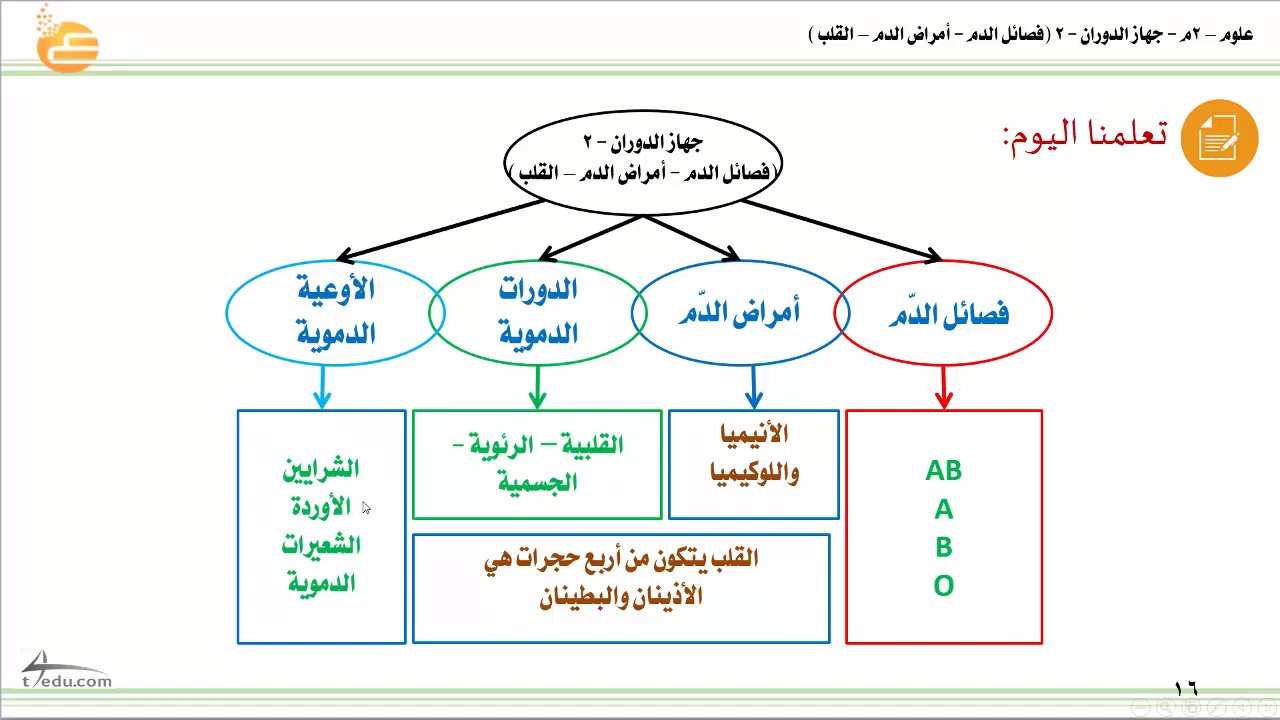 علوم – ٢م - جهاز الدوران - ٢ (فصائل الدم - أمراض الدم – القلب )
تعلمنا اليوم:
جهاز الدوران - ٢
(فصائل الدم - أمراض الدم – القلب )
فصائل الدّم
أمراض الدّم
الدورات
الدموية
الأوعية
الدموية
AB
A
B
O
الأنيميا
واللوكيميا
القلبية – الرئوية -
الجسمية
الشرايين
الأوردة
الشعيرات
الدموية
القلب يتكون من أربع حجرات هي
الأذينان والبطينان
t4edu.com
١٦